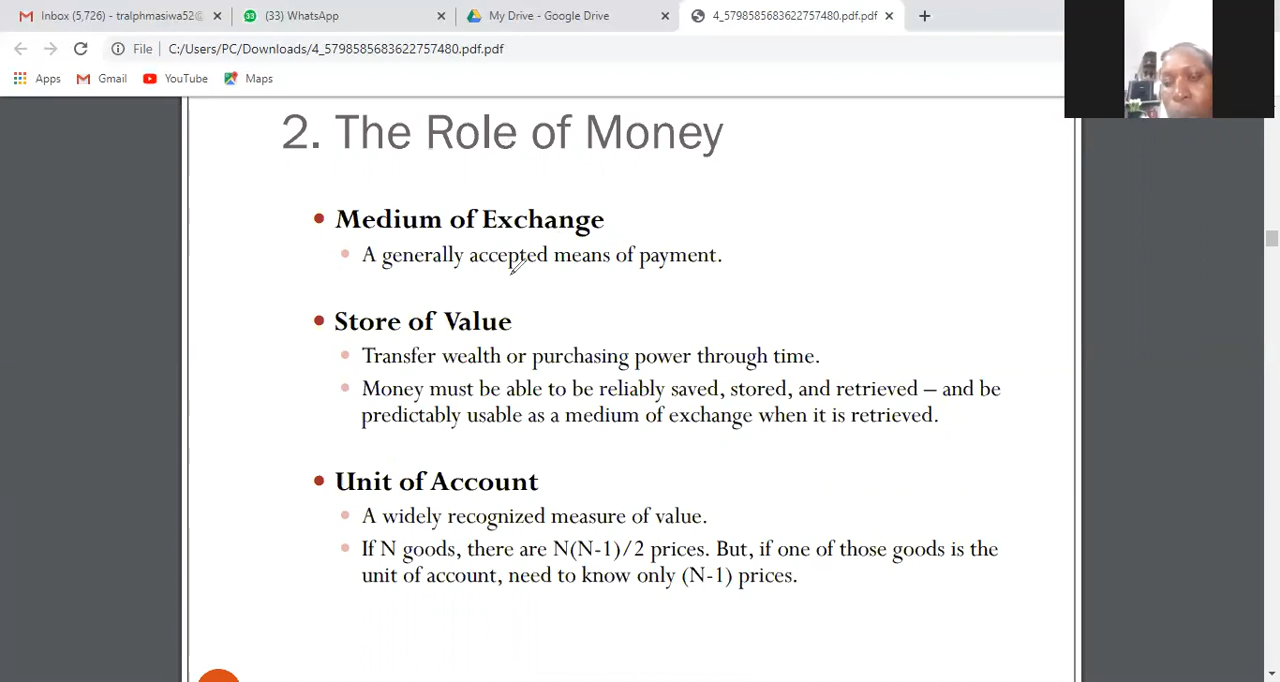 Inbox (5,726) - tralphmasiwa52@
(33) WhatsApp
My Drive - Google Drive
4_5798585683622757480.pdf.pdf
File
C:/Users/PC/Downloads/4_5798585683622757480.pdf.pdf
Apps
Gmail
YouTube
Maps
2. The Role of Money
• Medium of Exchange
• A generally accepted means of payment.
• Store of Value
• Transfer wealth or purchasing power through time.
• Money must be able to be reliably saved, stored, and retrieved – and be
predictably usable as a medium of exchange when it is retrieved.
• Unit of Account
• A widely recognized measure of value.
• If N goods, there are N(N-1)/2 prices. But, if one of those goods is the
unit of account, need to know only (N-1) prices.